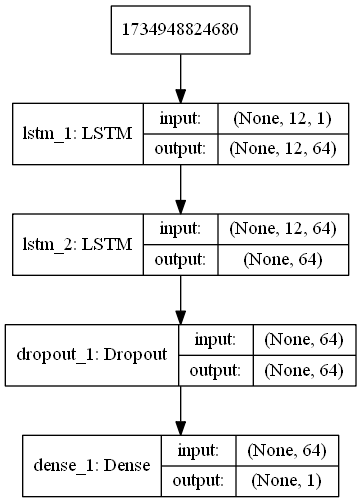 1734948824680
lstm_1: LSTM
input:
(None, 12, 1)
output:
(None, 12, 64)
lstm_2: LSTM
input:
(None, 12, 64)
output:
(None, 64)
dropout_1: Dropout
input:
(None, 64)
output:
(None, 64)
dense_1: Dense
input:
(None, 64)
output:
(None, 1)